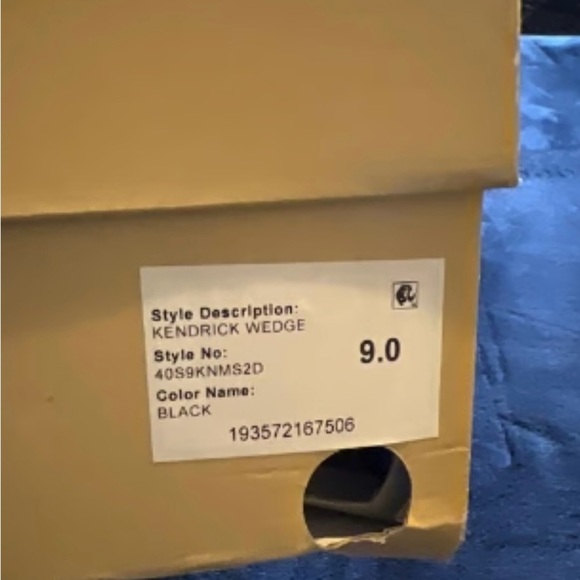 Style Description:
KENDRICK WEDGE
Style No:
40S9KNMS2D
9.0
Color Name:
BLACK
193572167506